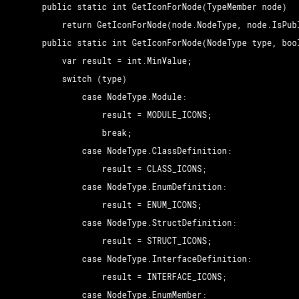 public static int GetIconForNode(TypeMember node)
return GetIconForNode(node.NodeType, node.IsPubl
public static int GetIconForNode(NodeType type, bool
var result = int.MinValue;
switch (type)
case NodeType.Module:
result = MODULE_ICONS;
break;
case NodeType.ClassDefinition:
result = CLASS_ICONS;
case NodeType.EnumDefinition:
result = ENUM_ICONS;
case NodeType.StructDefinition:
result = STRUCT_ICONS;
case NodeType.InterfaceDefinition:
result = INTERFACE_ICONS;
case NodeType.EnumMember: